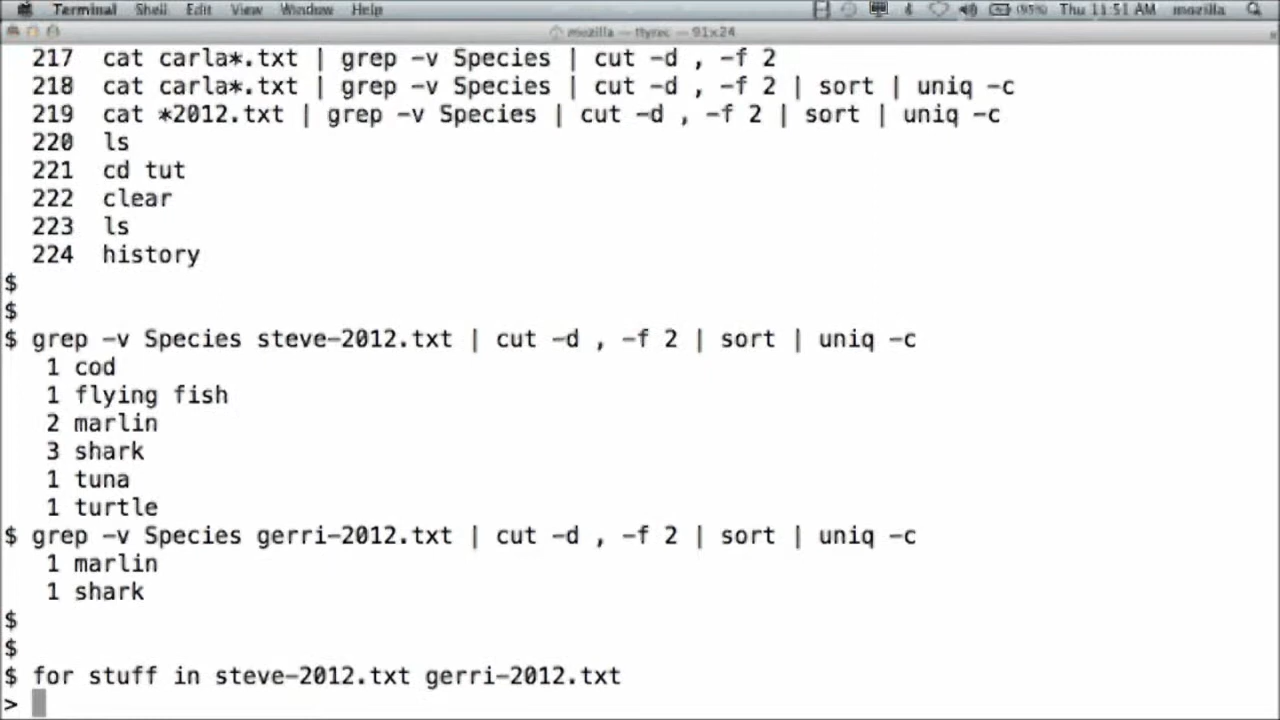 Terminal Shell Edit View Window Help (95%) Thu 11:51 AM mozilla
mozilla — ttyrec — 91x24
217 cat carla*.txt | grep -v Species | cut -d , -f 2
218 cat carla*.txt | grep -v Species | cut -d , -f 2 | sort | uniq -c
219 cat *2012.txt | grep -v Species | cut -d , -f 2 | sort | uniq -c
220 ls
221 cd tut
222 clear
223 ls
224 history
$
$
$ grep -v Species steve-2012.txt | cut -d , -f 2 | sort | uniq -c
1 cod
1 flying fish
2 marlin
3 shark
1 tuna
1 turtle
$ grep -v Species gerri-2012.txt | cut -d , -f 2 | sort | uniq -c
1 marlin
1 shark
$
$
$ for stuff in steve-2012.txt gerri-2012.txt
>